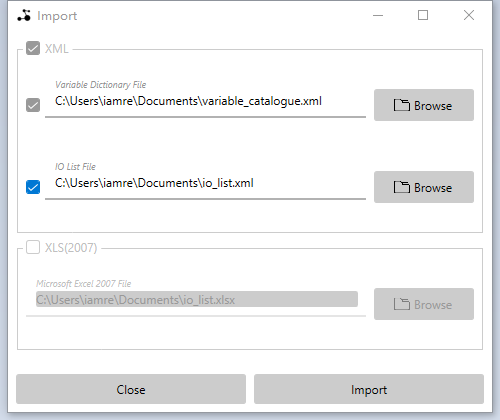 Import
XML
Variable Dictionary File
C:\Users\iamre\Documents\variable_catalogue.xml
Browse
IO List File
C:\Users\iamre\Documents\io_list.xml
Browse
XLS(2007)
Microsoft Excel 2007 File
C:\Users\iamre\Documents\io_list.xlsx
Browse
Close
Import